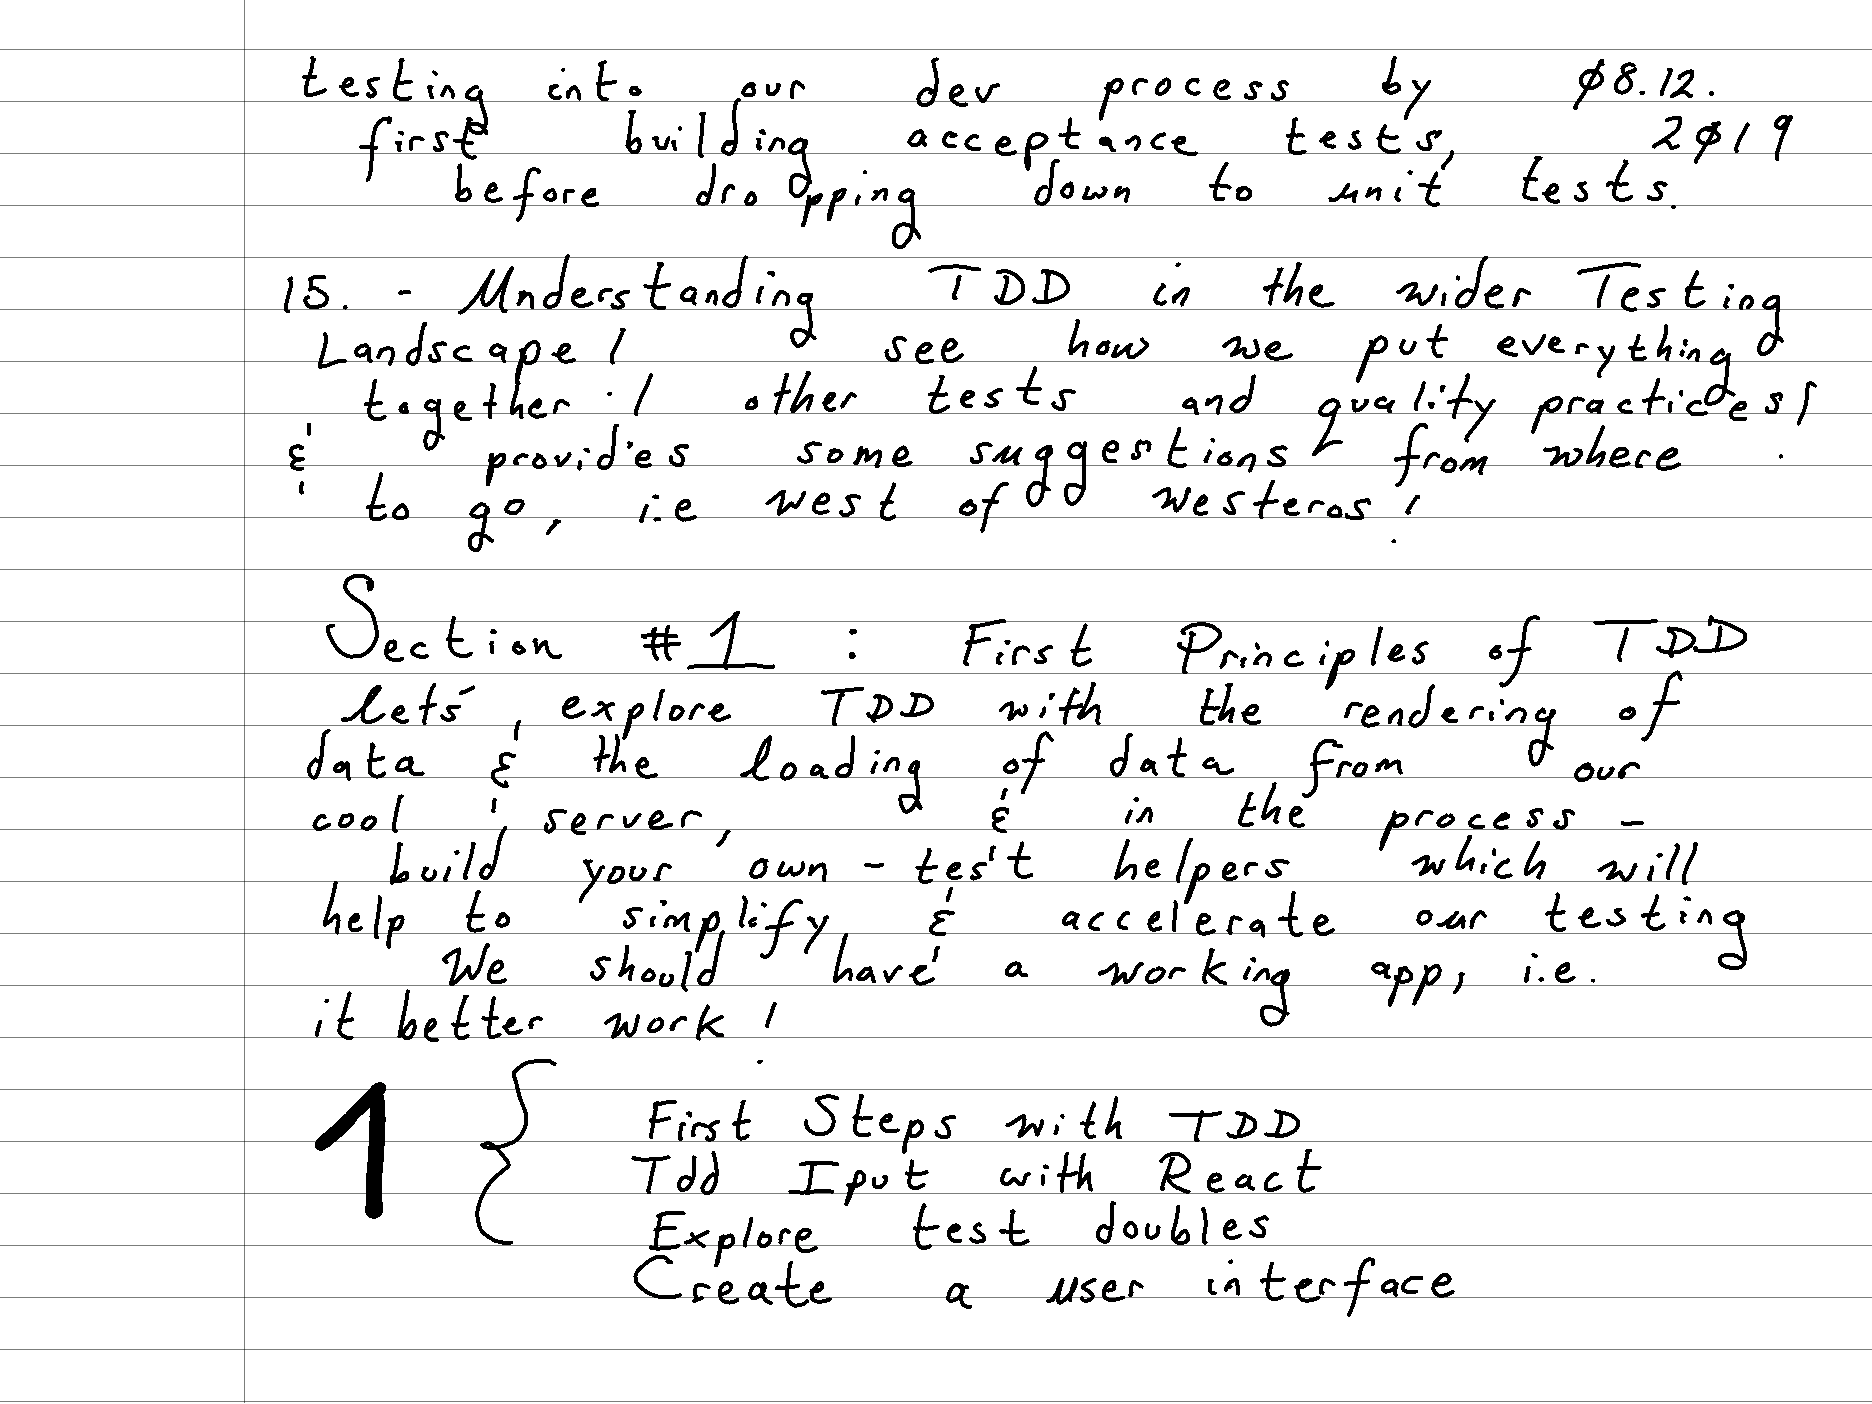 testing into our dev process by ø8.12.
first building acceptance tests, 2ø19
before dropping down to unit tests.
15. - Understanding TDD in the wider Testing
Landscape! see how we put everything
together! other tests and quality practices!
& provides some suggestions from where
to go, i.e west of westeros!
Section #1 : First Principles of TDD
lets, explore TDD with the rendering of
data & the loading of data from our
cool server, & in the process -
build your own - test helpers which will
help to simplify & accelerate our testing
We should have a working app, i.e.
it better work!
1 { First Steps with TDD
Tdd Iput with React
Explore test doubles
Create a user interface